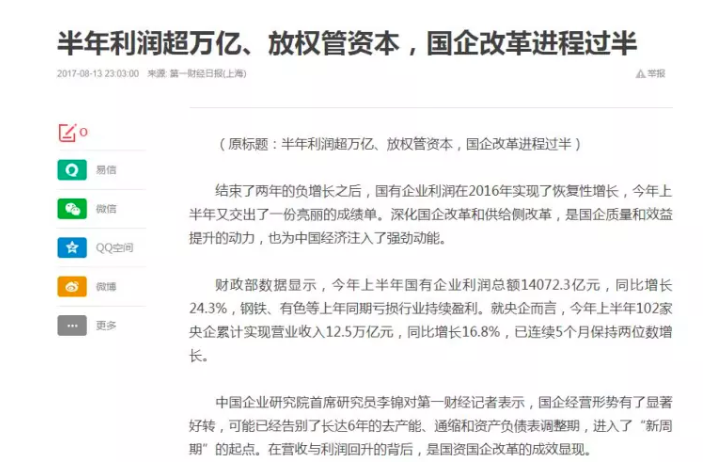 半年利润超万亿、放权管资本，国企改革进程过半
2017-08-13 23:03:00 来源: 第一财经日报(上海)
举报
0
易信
微信
QQ空间
微博
更多
（原标题：半年利润超万亿、放权管资本，国企改革进程过半）
结束了两年的负增长之后，国有企业利润在2016年实现了恢复性增长，今年上
半年又交出了一份亮丽的成绩单。深化国企改革和供给侧改革，是国企质量和效益
提升的动力，也为中国经济注入了强劲动能。
财政部数据显示，今年上半年国有企业利润总额14072.3亿元，同比增长
24.3%，钢铁、有色等上年同期亏损行业持续盈利。就央企而言，今年上半年102家
央企累计实现营业收入12.5万亿元，同比增长16.8%，已连续5个月保持两位数增
长。
中国企业研究院首席研究员李锦对第一财经记者表示，国企经营形势有了显著
好转，可能已经告别了长达6年的去产能、通缩和资产负债表调整期，进入了“新周
期”的起点。在营收与利润回升的背后，是国资国企改革的成效显现。